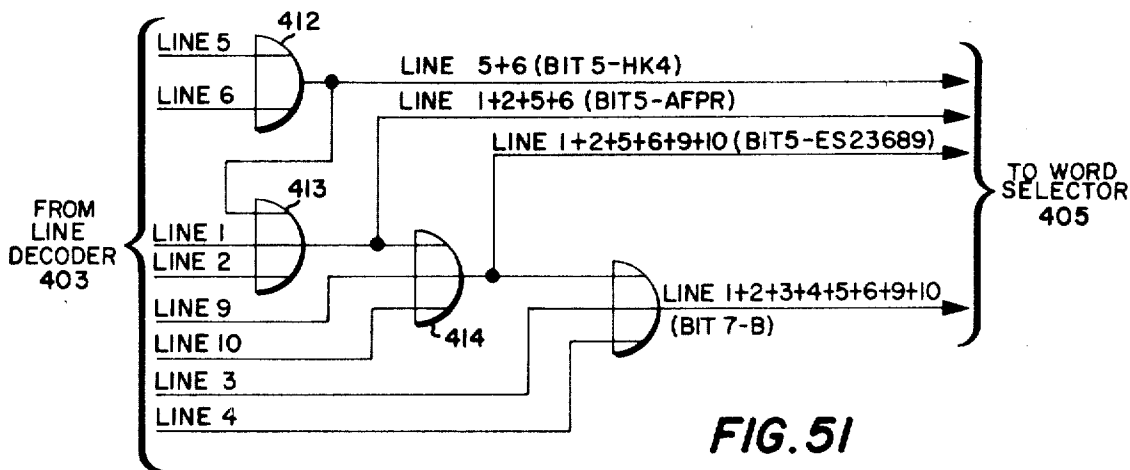 412
LINE 5
LINE 5+6 (BIT 5-HK4)
LINE 6
LINE 1+2+5+6 (BIT5-AFPR)
LINE 1+2+5+6+9+10 (BIT5-ES23689)
413
FROM
LINE
DECODER
403
TO WORD
SELECTOR
405
LINE 1
LINE 2
LINE 9
LINE 1+2+3+4+5+6+9+10
(BIT 7-B)
LINE 10
414
LINE 3
LINE 4
FIG. 51